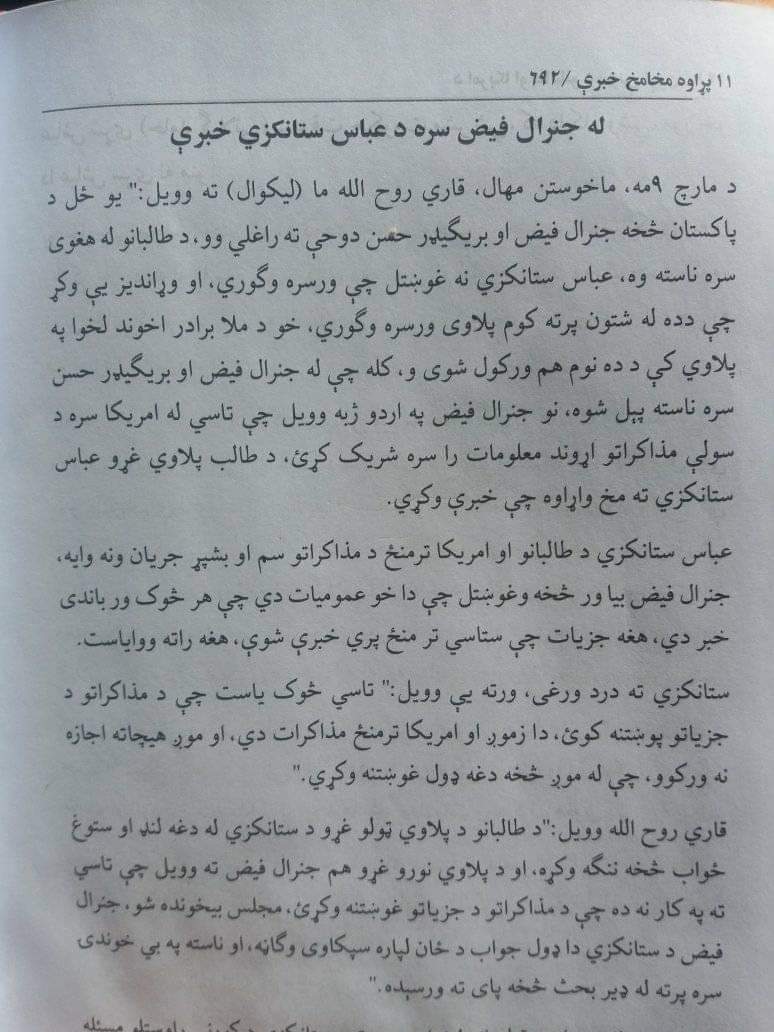 ۱۱ پړاوه مخامخ خبرې /۶۹۲
له جنرال فیض سره د عباس ستانکزي خبرې
د مارچ ۹مه، ماخوستن مهال، قاري روح الله ما (لیکوال) ته وویل:" یو ځل د
پاکستان څخه جنرال فیض او بریګیډر حسن دوحې ته راغلي وو، د طالبانو له هغوی
سره ناسته وه، عباس ستانکزي نه غوښتل چې ورسره وګوري، او وړاندیز یې وکړ
چې دده له شتون پرته کوم پلاوی ورسره وګوري، خو د ملا برادر اخوند لخوا په
پلاوي کې د ده نوم هم ورکول شوی و، کله چې له جنرال فیض او بریګیډر حسن
سره ناسته پېل شوه، نو جنرال فیض په اردو ژبه وویل چې تاسي له امریکا سره د
سولې مذاکراتو اړوند معلومات را سره شریک کړئ، د طالب پلاوي غړو عباس
ستانکزي ته مخ واړاوه چې خبرې وکړي.
عباس ستانکزي د طالبانو او امریکا ترمنځ د مذاکراتو سم او بشپړ جریان ونه وایه،
جنرال فیض بیا ور څخه وغوښتل چې دا خو عمومیات دي چې هر څوک ور باندی
خبر دي، هغه جزیات چې ستاسي تر منځ پرې خبرې شوې، هغه راته ووایاست.
ستانکزي ته درد ورغی، ورته یې وویل:" تاسي څوک یاست چې د مذاکراتو د
جزیاتو پوښتنه کوئ، دا زموږ او امریکا ترمنځ مذاکرات دي، او موږ هیچاته اجازه
نه ورکوو، چې له موږ څخه دغه ډول غوښتنه وکړي."
قاري روح الله وویل:"د طالبانو د پلاوي ټولو غړو د ستانکزي له دغه لنډ او ستوغ
ځواب څخه ننګه وکړه، او د پلاوي نورو غړو هم جنرال فیض ته وویل چې تاسي
ته په کار نه ده چې د مذاکراتو د جزیاتو غوښتنه وکړئ، مجلس بیخونده شو، جنرال
فیض د ستانکزي دا ډول جواب د ځان لپاره سپکاوی وګاڼه، او ناسته په بي خوندی
سره پرته له ډیر بحث څخه پای ته ورسېده."